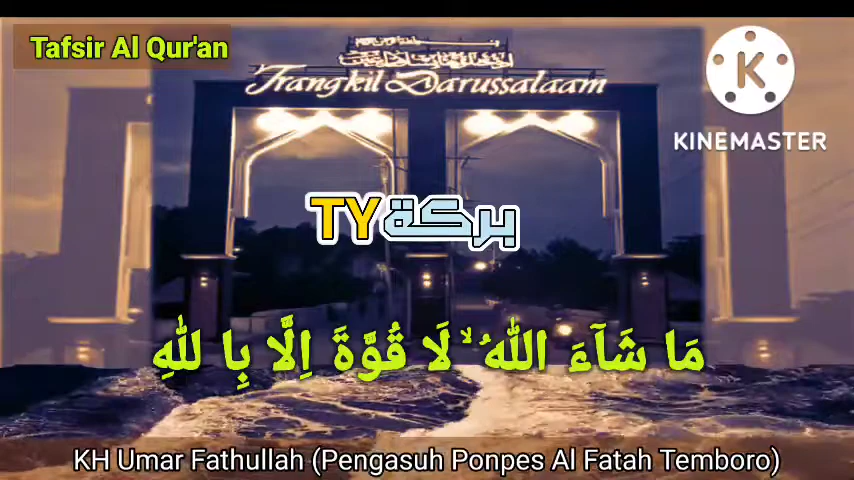 Tafsir Al Qur'an
Trangkil Darussalaam
K
KINEMASTER
TY بركة
مَا شَآءَ اللّٰهُ ۙ لَا قُوَّةَ اِلَّا بِا للّٰهِ
KH Umar Fathullah (Pengasuh Ponpes Al Fatah Temboro)